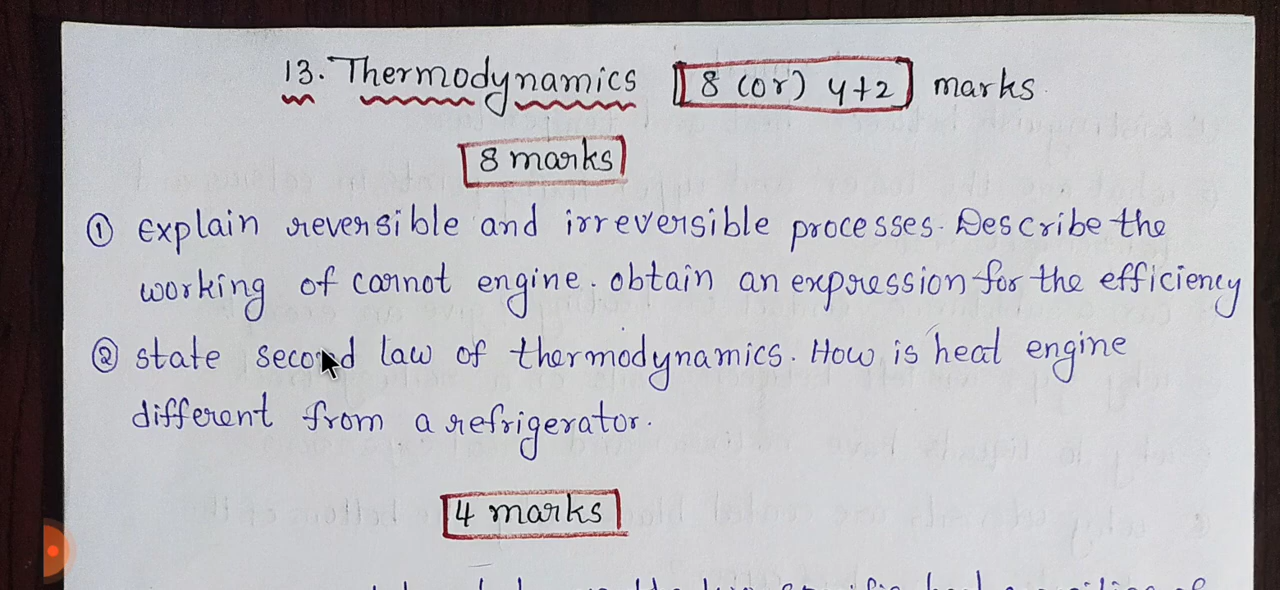 13. Thermodynamics [8 (or) 4+2] marks
8 marks
① Explain reversible and irreversible processes. Describe the
working of carnot engine. obtain an expression for the efficiency
② state second law of thermodynamics. How is heat engine
different from a refrigerator.
4 marks